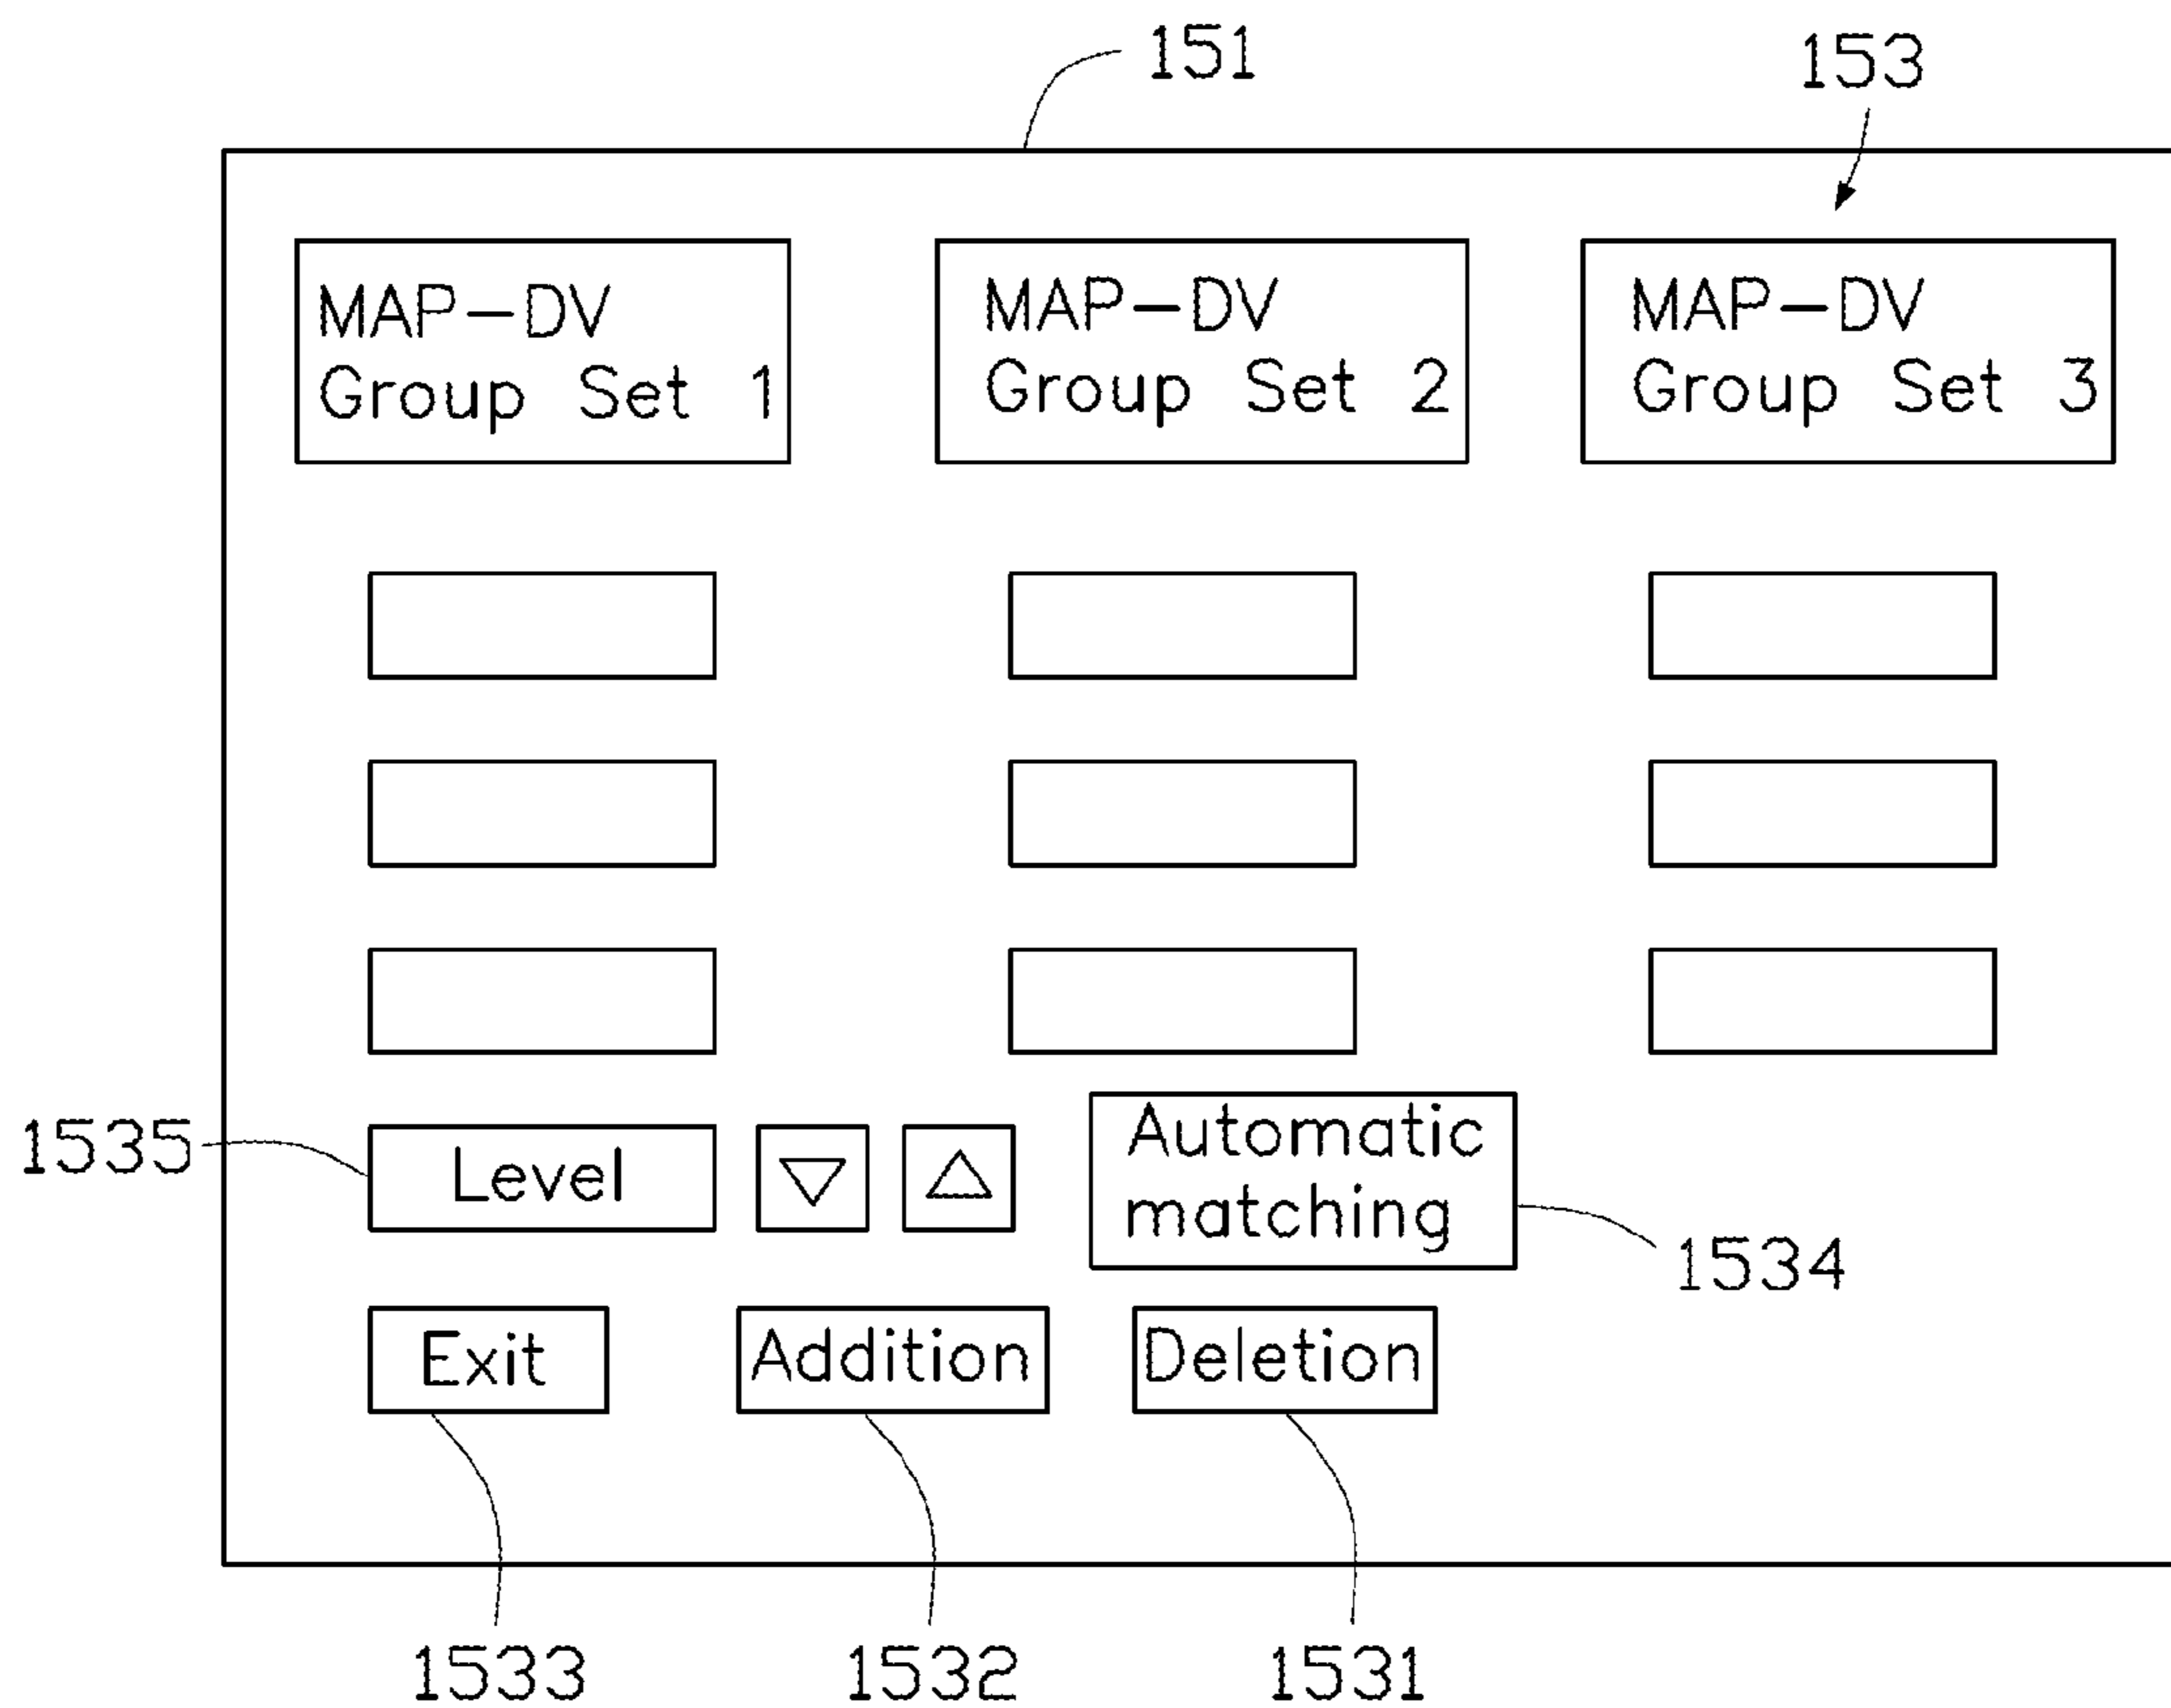 151
153
MAP-DV
Group Set 1
MAP-DV
Group Set 2
MAP-DV
Group Set 3
1535
Level
Automatic
matching
1534
Exit
Addition
Deletion
1533
1532
1531